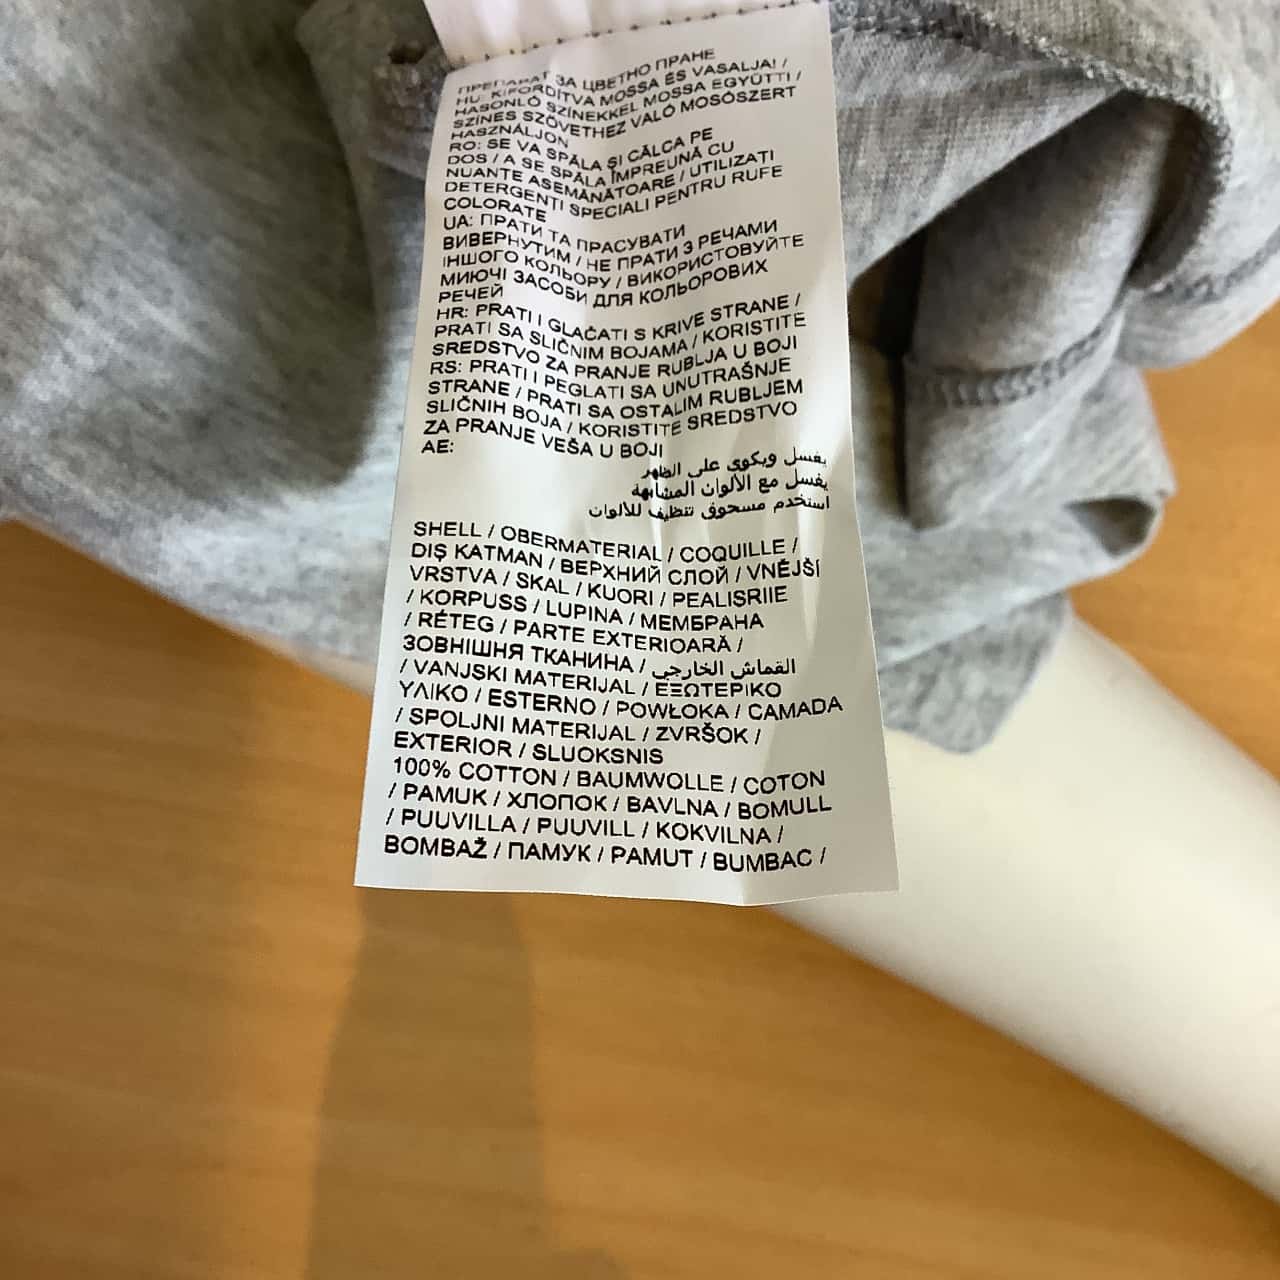 ПРЕПАРАТ ЗА ЦВЕТНО ПРАНЕ
HU: KIFORDÍTVA MOSSA ÉS VASALJA! /
HASONLÓ SZÍNEKKEL MOSSA EGYÜTT! /
SZÍNES SZÖVETHEZ VALÓ MOSÓSZERT
HASZNÁLJON
RO: SE VA SPĂLA ŞI CĂLCA PE
DOS / A SE SPĂLA ÎMPREUNĂ CU
NUANTE ASEMĂNĂTOARE / UTILIZATI
DETERGENTI SPECIALI PENTRU RUFE
COLORATE
UA: ПРАТИ ТА ПРАСУВАТИ
ВИВЕРНУТИМ / НЕ ПРАТИ З РЕЧАМИ
ІНШОГО КОЛЬОРУ / ВИКОРИСТОВУЙТЕ
МИЮЧІ ЗАСОБИ ДЛЯ КОЛЬОРОВИХ
РЕЧЕЙ
HR: PRATI I GLAČATI S KRIVE STRANE /
PRATI SA SLIČNIM BOJAMA / KORISTITE
SREDSTVO ZA PRANJE RUBLJA U BOJI
RS: PRATI I PEGLATI SA UNUTRAŠNJE
STRANE / PRATI SA OSTALIM RUBLJEM
SLIČNIH BOJA / KORISTITE SREDSTVO
ZA PRANJE VEŠA U BOJI
AE:
يغسل ويكوى على الظهر
يغسل مع الألوان المشابهة
استخدم مسحوق تنظيف للألوان
SHELL / OBERMATERIAL / COQUILLE /
DIŞ KATMAN / ВЕРХНИЙ СЛОЙ / VNĚJŠÍ
VRSTVA / SKAL / KUORI / PEALISRIIE
/ KORPUSS / LUPINA / МЕМБРАНА
/ RÉTEG / PARTE EXTERIOARĂ /
ЗОВНІШНЯ ТКАНИНА / القماش الخارجي
/ VANJSKI MATERIJAL / ΕΞΩΤΕΡΙΚΟ
ΥΛΙΚΟ / ESTERNO / POWŁOKA / CAMADA
/ SPOLJNI MATERIJAL / ZVRŠOK /
EXTERIOR / SLUOKSNIS
100% COTTON / BAUMWOLLE / COTON
/ PAMUK / ХЛОПОК / BAVLNA / BOMULL
/ PUUVILLA / PUUVILL / KOKVILNA /
BOMBAŽ / ПАМУК / PAMUT / BUMBAC /